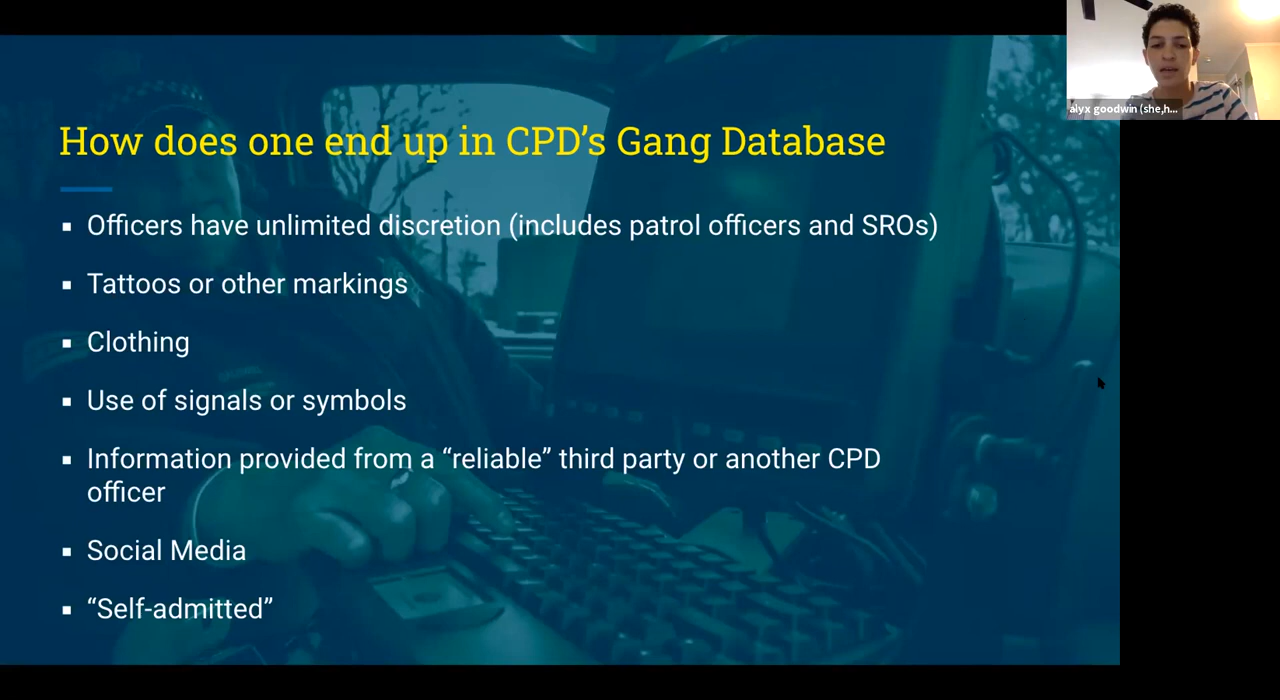 How does one end up in CPD’s Gang Database
▪ Officers have unlimited discretion (includes patrol officers and SROs)
▪ Tattoos or other markings
▪ Clothing
▪ Use of signals or symbols
▪ Information provided from a “reliable” third party or another CPD
officer
▪ Social Media
▪ “Self-admitted”
alyx goodwin (she,h...